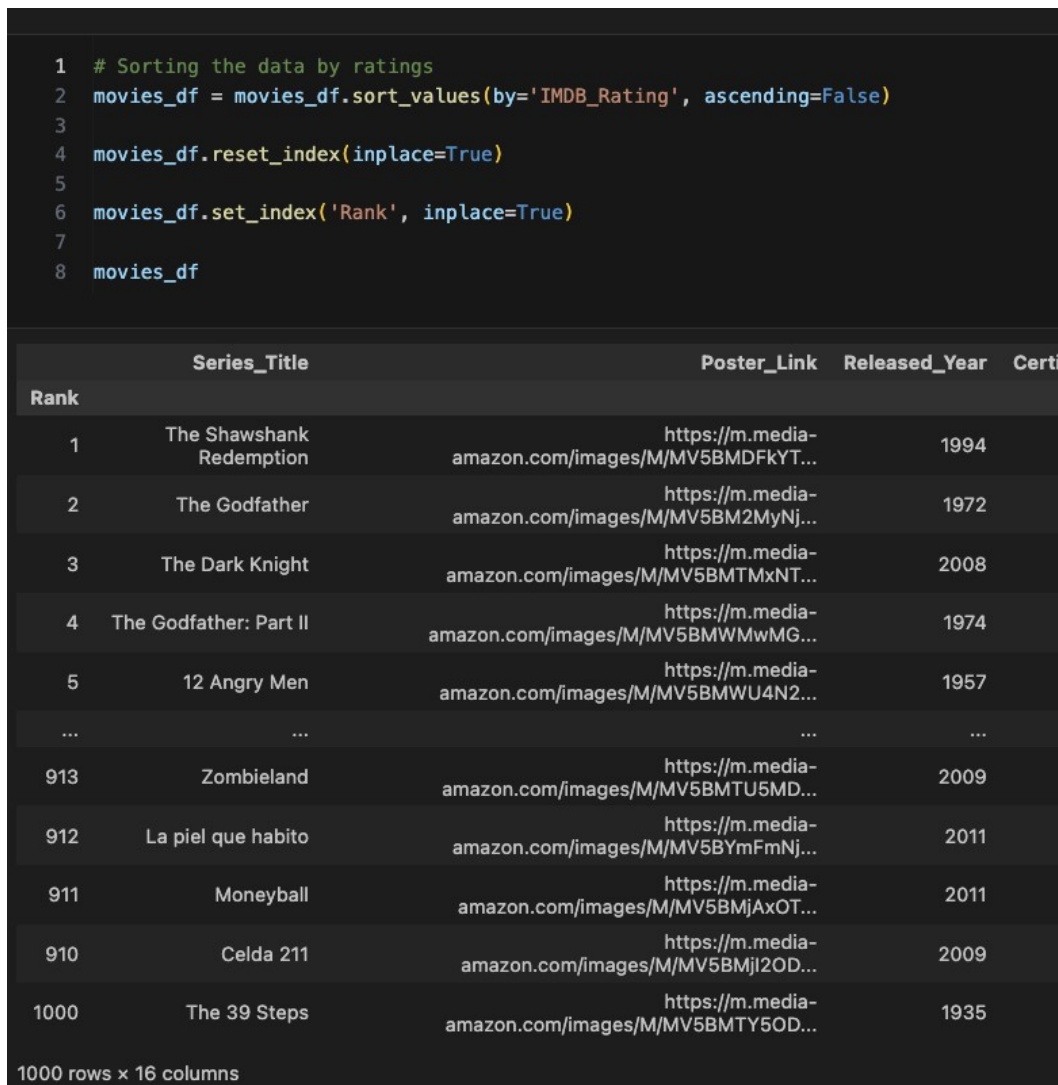 1 # Sorting the data by ratings
2 movies_df = movies_df.sort_values(by='IMDB_Rating', ascending=False)
3
4 movies_df.reset_index(inplace=True)
5
6 movies_df.set_index('Rank', inplace=True)
7
8 movies_df
Series_Title Poster_Link Released_Year Certi
Rank
1 The Shawshank Redemption https://m.media-amazon.com/images/M/MV5BMDFkYT... 1994
2 The Godfather https://m.media-amazon.com/images/M/MV5BM2MyNj... 1972
3 The Dark Knight https://m.media-amazon.com/images/M/MV5BMTMxNT... 2008
4 The Godfather: Part II https://m.media-amazon.com/images/M/MV5BMWMwMG... 1974
5 12 Angry Men https://m.media-amazon.com/images/M/MV5BMWU4N2... 1957
... ... ... ...
913 Zombieland https://m.media-amazon.com/images/M/MV5BMTU5MD... 2009
912 La piel que habito https://m.media-amazon.com/images/M/MV5BYmFmNj... 2011
911 Moneyball https://m.media-amazon.com/images/M/MV5BMjAxOT... 2011
910 Celda 211 https://m.media-amazon.com/images/M/MV5BMjI2OD... 2009
1000 The 39 Steps https://m.media-amazon.com/images/M/MV5BMTY5OD... 1935
1000 rows × 16 columns